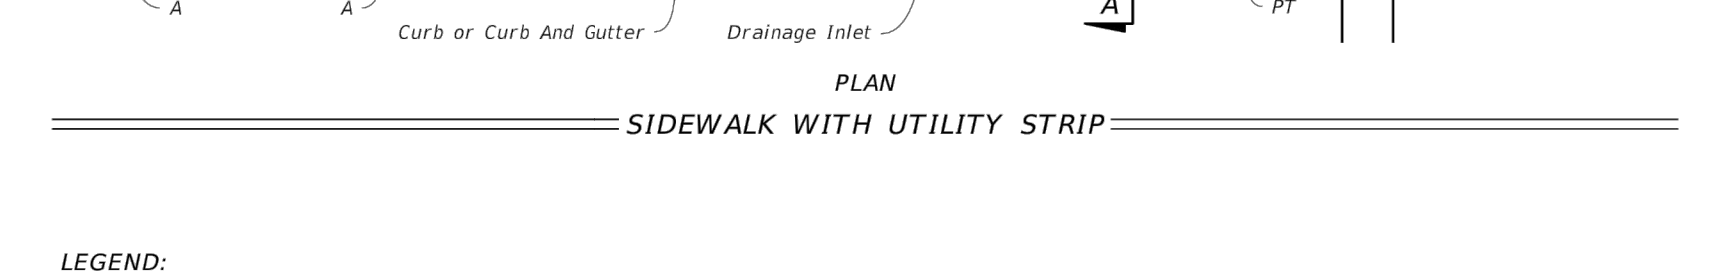 A A A PT
Curb or Curb And Gutter Drainage Inlet
PLAN
SIDEWALK WITH UTILITY STRIP
LEGEND: